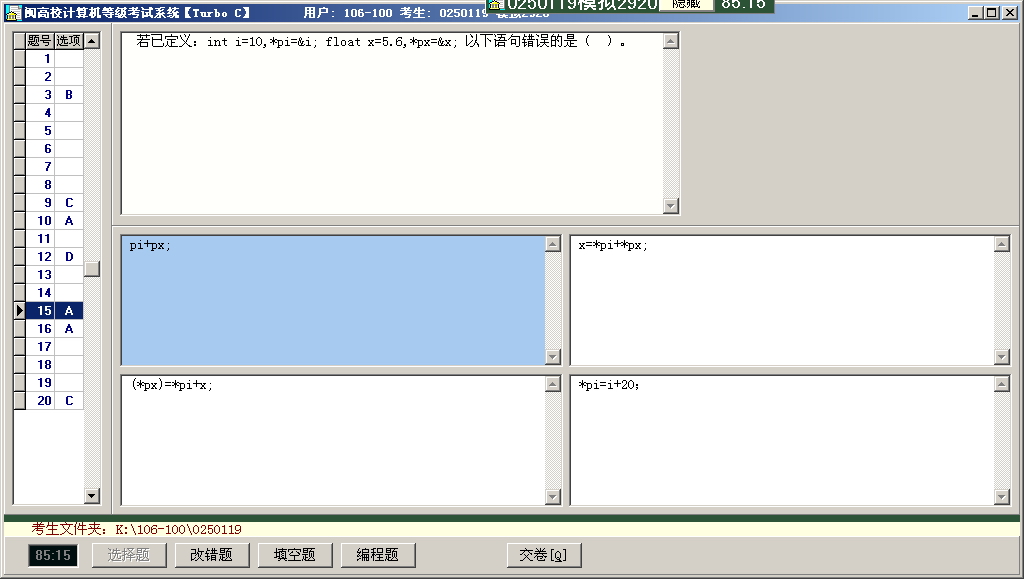 闽高校计算机等级考试系统【Turbo C】 用户: 106-100 考生: 0250119 模拟2920
0250119模拟2920 隐藏 85:15
题号 选项
1
2
3 B
4
5
6
7
8
9 C
10 A
11
12 D
13
14
15 A
16 A
17
18
19
20 C
若已定义: int i=10,*pi=&i; float x=5.6,*px=&x; 以下语句错误的是（ ）。
pi+px;
x=*pi+*px;
(*px)=*pi+x;
*pi=i+20;
考生文件夹: K:\106-100\0250119
85:15 选择题 改错题 填空题 编程题 交卷[Q]